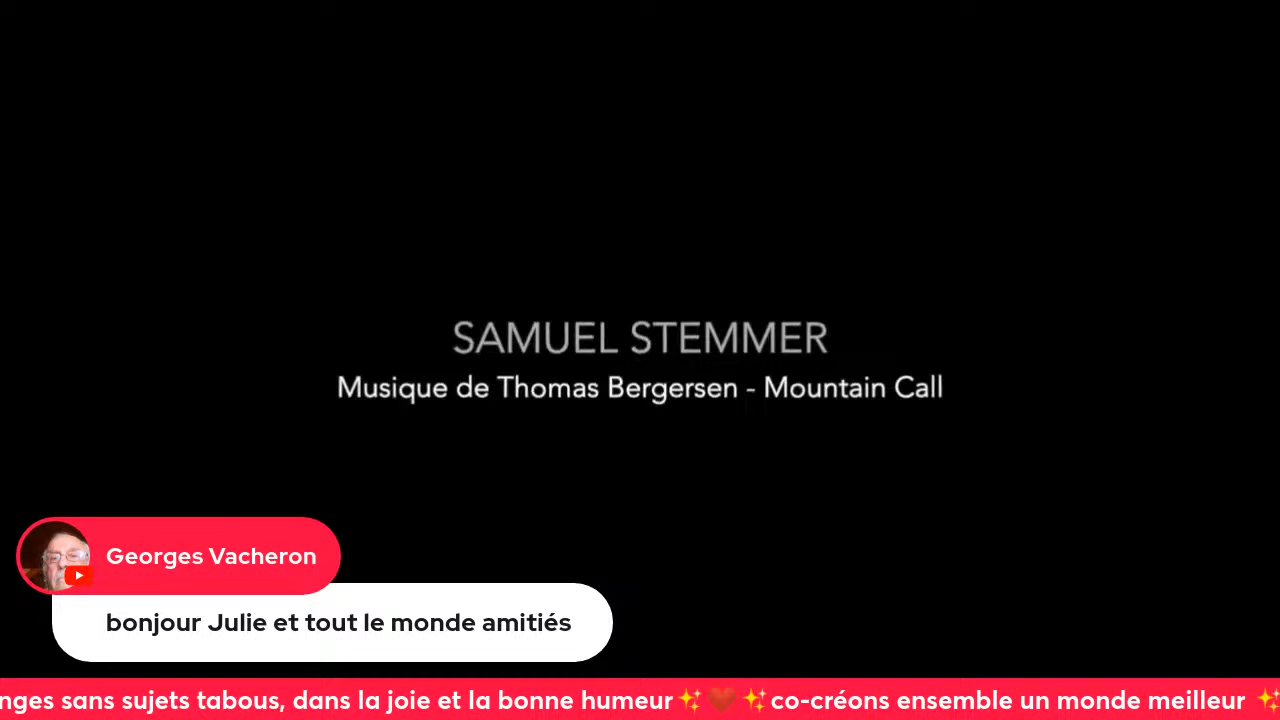 SAMUEL STEMMER
Musique de Thomas Bergersen - Mountain Call
Georges Vacheron
bonjour Julie et tout le monde amitiés
nges sans sujets tabous, dans la joie et la bonne humeur✨❤️✨co-créons ensemble un monde meilleur ✨